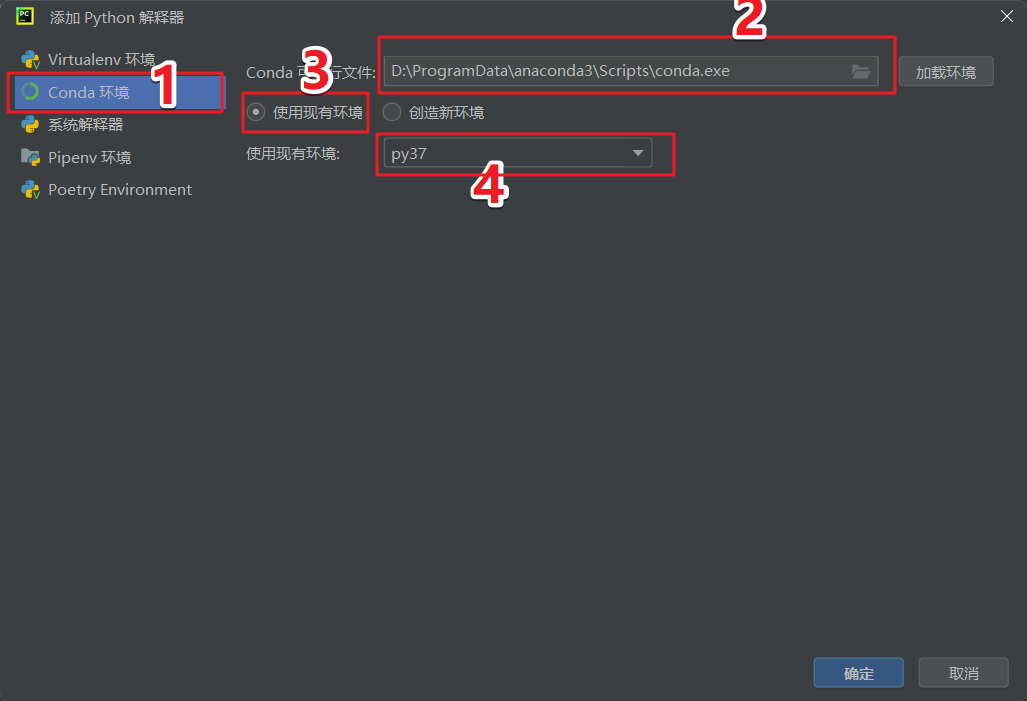 添加 Python 解释器
Virtualenv 环境
Conda 环境
系统解释器
Pipenv 环境
Poetry Environment
1
2
3
4
Conda 可 行文件:
D:\ProgramData\anaconda3\Scripts\conda.exe
加载环境
使用现有环境
创造新环境
使用现有环境:
py37
确定
取消